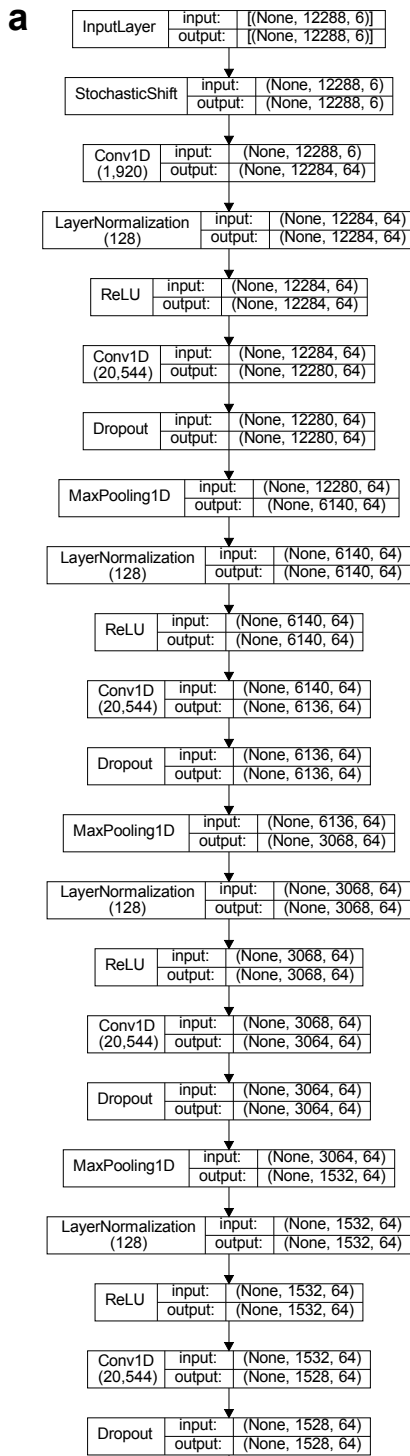 a
InputLayer
input: [(None, 12288, 6)]
output: [(None, 12288, 6)]
StochasticShift
input: (None, 12288, 6)
output: (None, 12288, 6)
Conv1D
(1,920)
input: (None, 12288, 6)
output: (None, 12284, 64)
LayerNormalization
(128)
input: (None, 12284, 64)
output: (None, 12284, 64)
ReLU
input: (None, 12284, 64)
output: (None, 12284, 64)
Conv1D
(20,544)
input: (None, 12284, 64)
output: (None, 12280, 64)
Dropout
input: (None, 12280, 64)
output: (None, 12280, 64)
MaxPooling1D
input: (None, 12280, 64)
output: (None, 6140, 64)
LayerNormalization
(128)
input: (None, 6140, 64)
output: (None, 6140, 64)
ReLU
input: (None, 6140, 64)
output: (None, 6140, 64)
Conv1D
(20,544)
input: (None, 6140, 64)
output: (None, 6136, 64)
Dropout
input: (None, 6136, 64)
output: (None, 6136, 64)
MaxPooling1D
input: (None, 6136, 64)
output: (None, 3068, 64)
LayerNormalization
(128)
input: (None, 3068, 64)
output: (None, 3068, 64)
ReLU
input: (None, 3068, 64)
output: (None, 3068, 64)
Conv1D
(20,544)
input: (None, 3068, 64)
output: (None, 3064, 64)
Dropout
input: (None, 3064, 64)
output: (None, 3064, 64)
MaxPooling1D
input: (None, 3064, 64)
output: (None, 1532, 64)
LayerNormalization
(128)
input: (None, 1532, 64)
output: (None, 1532, 64)
ReLU
input: (None, 1532, 64)
output: (None, 1532, 64)
Conv1D
(20,544)
input: (None, 1532, 64)
output: (None, 1528, 64)
Dropout
input: (None, 1528, 64)
output: (None, 1528, 64)